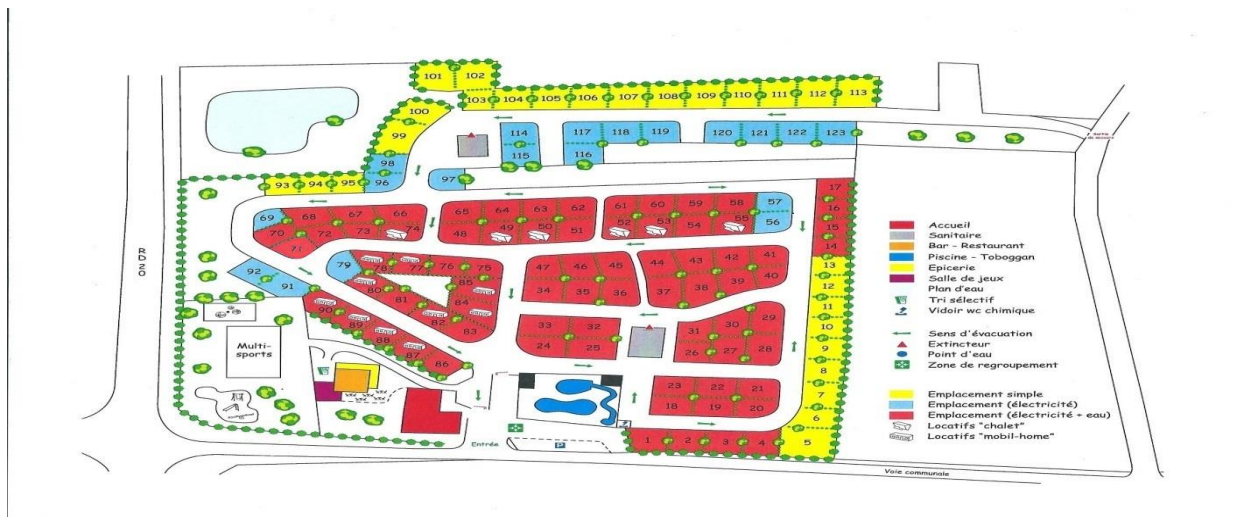 101 102
103 104 105 106 107 108 109 110 111 112 113
100
99
98
96
97
114
115
117 118 119
116
120 121 122 123
93 94 95
69 68 67 66
70 72 73 74
71
65 64 63 62
48 49 50 51
61 60 59 58 57
52 53 54 55 56
17
16
15
14
13
12
11
10
9
8
7
6
5
92
91
79
78 77 76 75
80 85
81 84
82 83
90
89
88
87
86
47 46 45
34 35 36
44 43 42 41
37 38 39 40
33 32
24 25
31 30 29
26 27 28
23 22 21
18 19 20
1 2 3 4
RD20
Multi-
sports
Entrée
P
Voie communale
Accueil
Sanitaire
Bar - Restaurant
Piscine - Toboggan
Epicerie
Salle de jeux
Plan d'eau
Tri sélectif
Vidoir wc chimique
Sens d'évacuation
Extincteur
Point d'eau
Zone de regroupement
Emplacement simple
Emplacement (électricité)
Emplacement (électricité + eau)
Locatifs "chalet"
Locatifs "mobil-home"